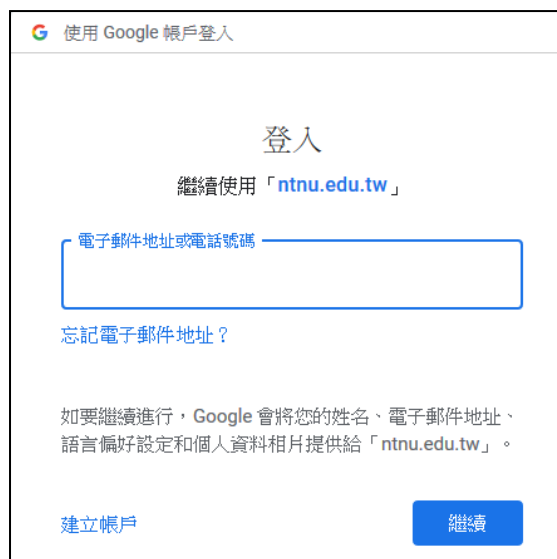 使用 Google 帳戶登入
登入
繼續使用「ntnu.edu.tw」
電子郵件地址或電話號碼
忘記電子郵件地址？
如要繼續進行，Google 會將您的姓名、電子郵件地址、
語言偏好設定和個人資料相片提供給「ntnu.edu.tw」。
建立帳戶
繼續